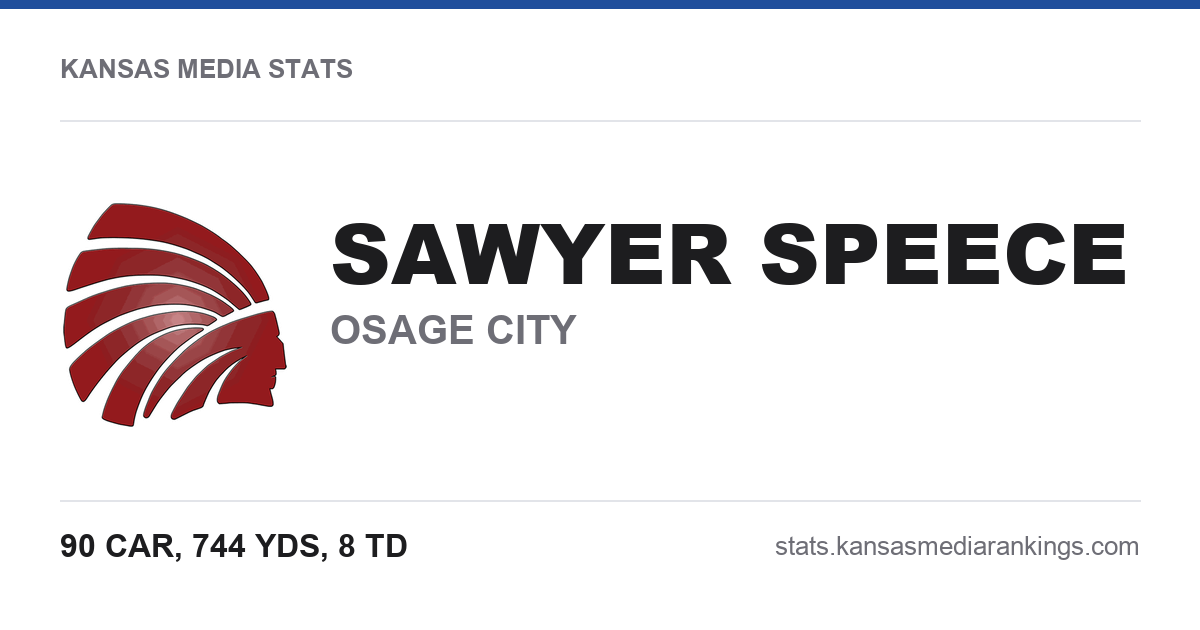 KANSAS MEDIA STATS
SAWYER SPEECE
OSAGE CITY
90 CAR, 744 YDS, 8 TD
stats.kansasmediarankings.com